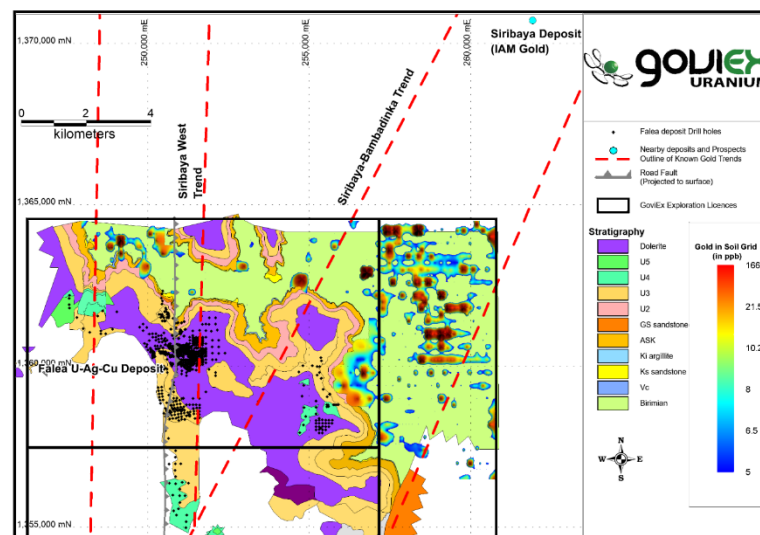 1,370,000 mN
250,000 mE
255,000 mE
260,000 mE
Siribaya Deposit
(IAM Gold)
0 2 4
kilometers
Siribaya West
Trend
Siribaya-Bambadinka Trend
1,365,000 mN
Falea U-Ag-Cu Deposit
1,360,000 mN
1,355,000 mN
GOVIEX
URANIUM
Falea deposit Drill holes
Nearby deposits and Prospects
Outline of Known Gold Trends
Road Fault
(Projected to surface)
GoviEx Exploration Licences
Stratigraphy
Dolerite
U5
U4
U3
U2
GS sandstone
ASK
Ki argillite
Ks sandstone
Vc
Birimian
Gold in Soil Grid
(in ppb)
166
21.5
10.2
8
6.5
5
N
W E
S